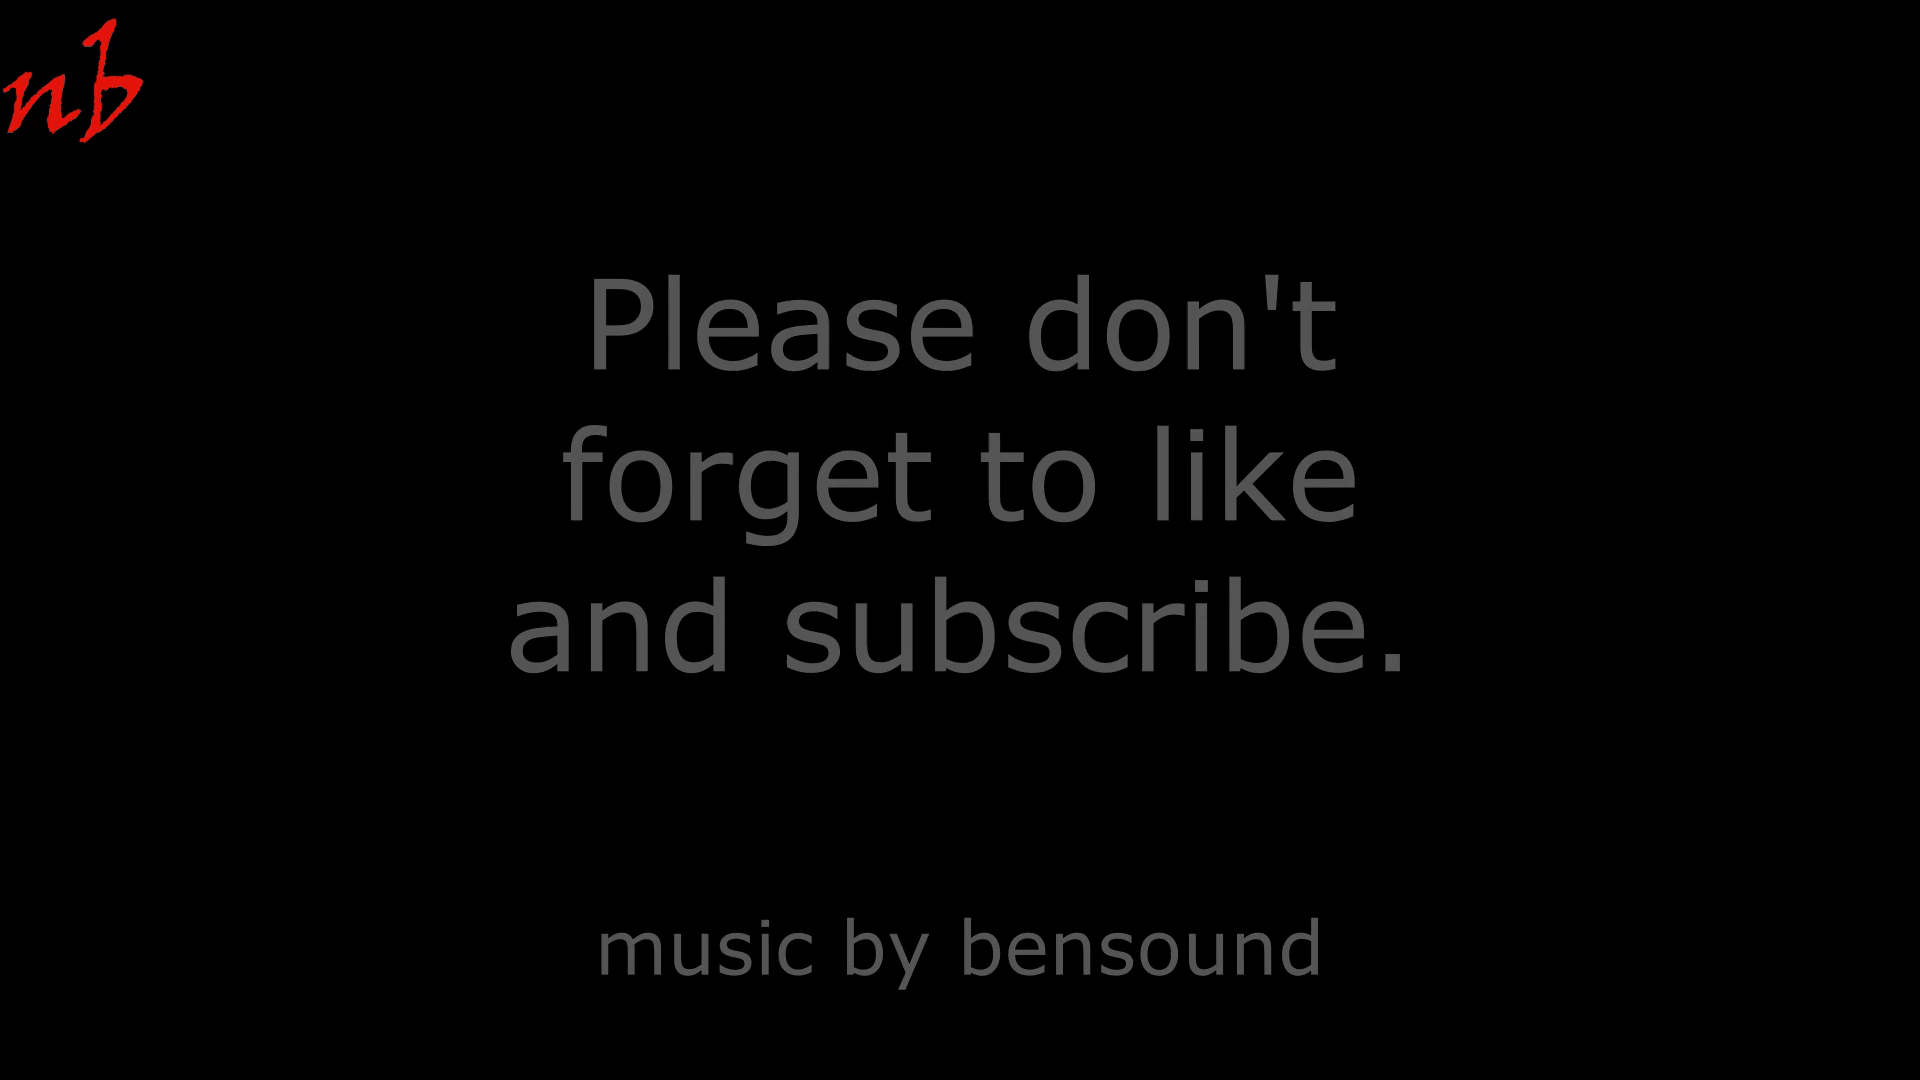 nb
Please don't
forget to like
and subscribe.
music by bensound